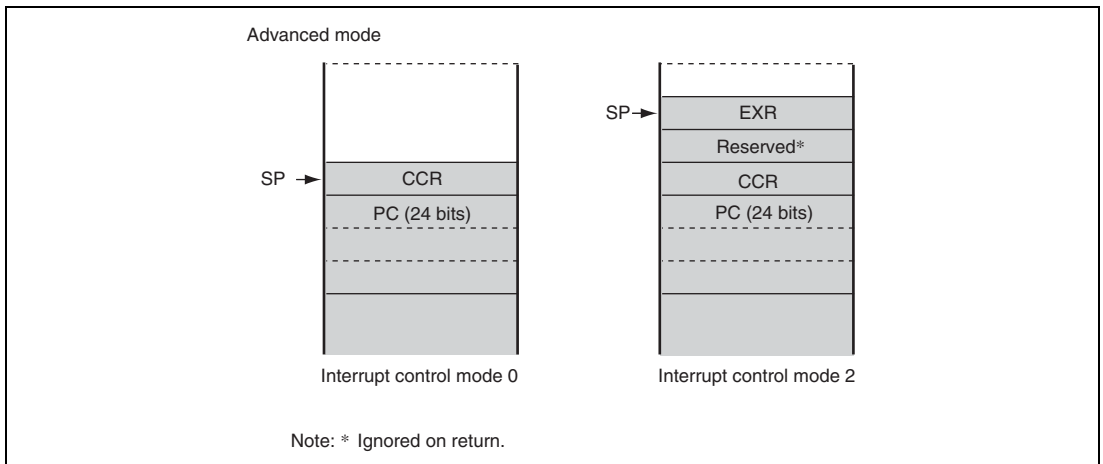 Advanced mode
SP
CCR
PC (24 bits)
Interrupt control mode 0
SP
EXR
Reserved*
CCR
PC (24 bits)
Interrupt control mode 2
Note: * Ignored on return.